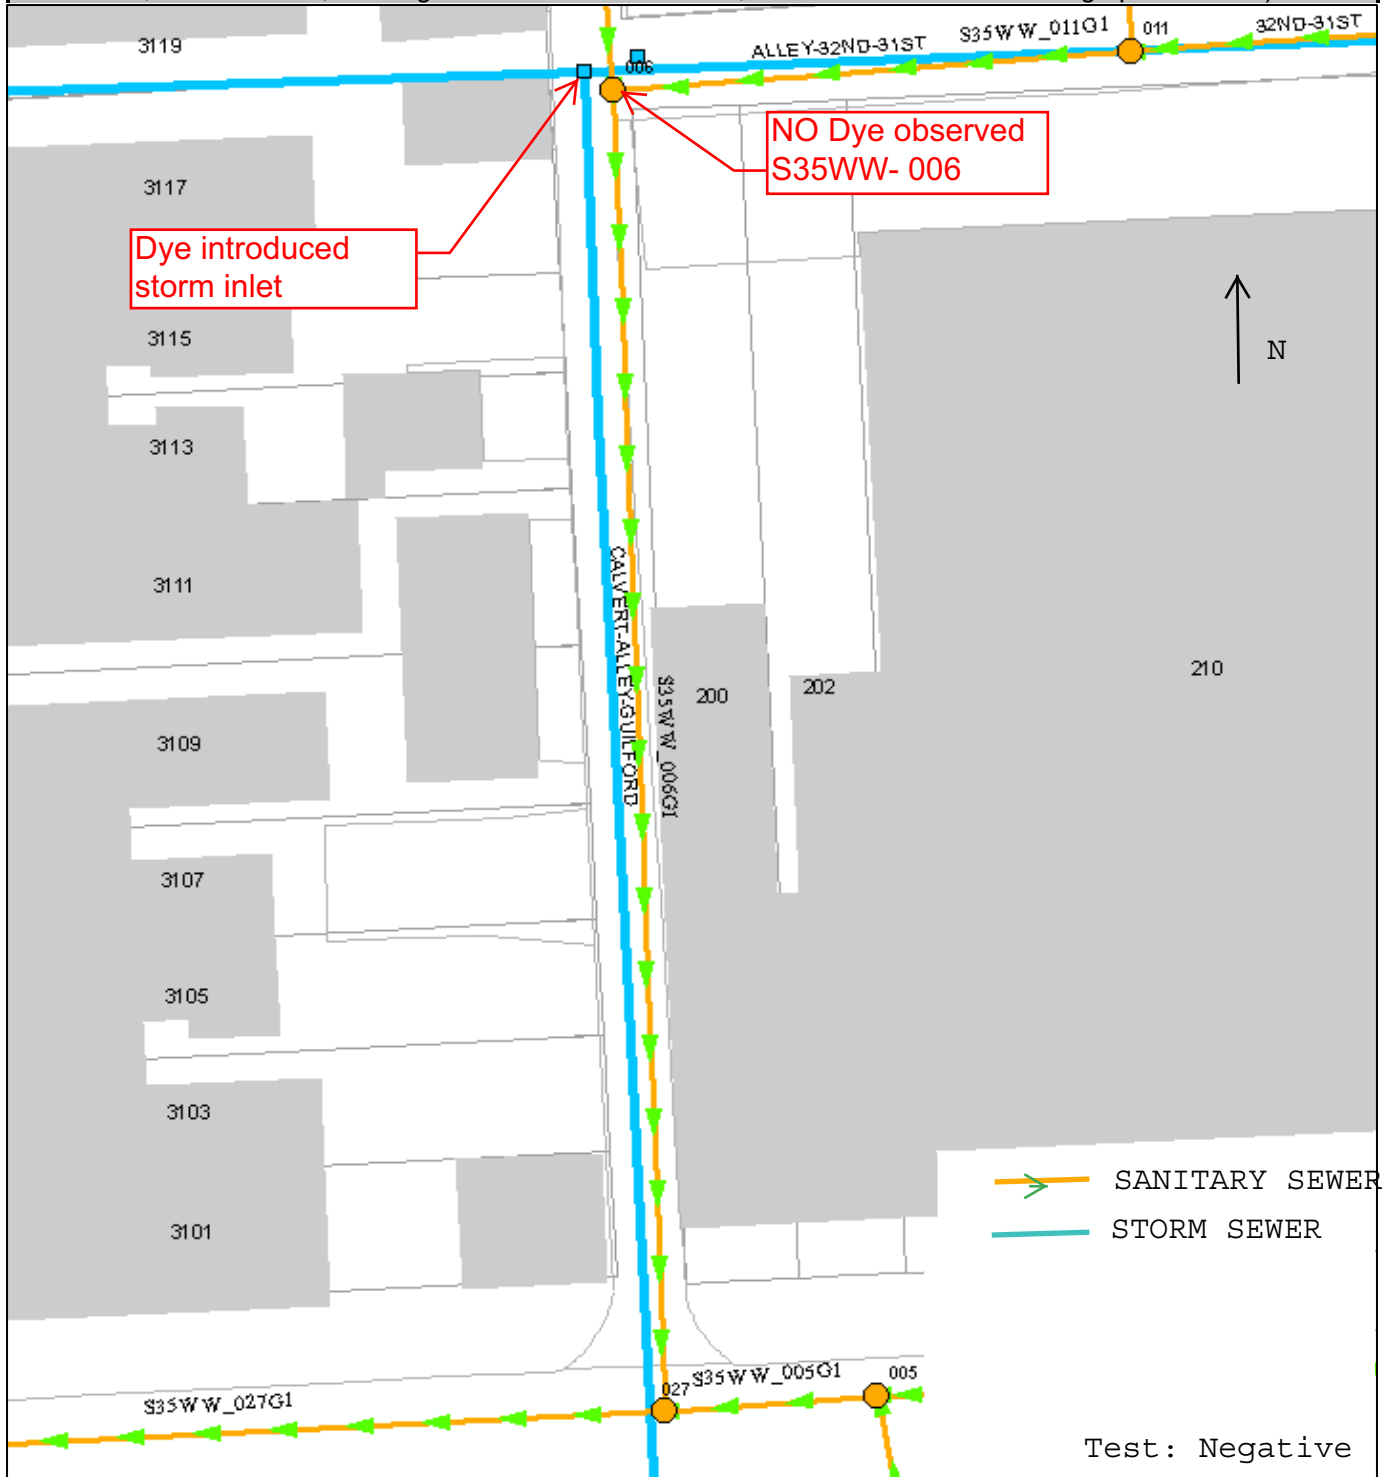 3119
ALLEY-32ND-31ST
S35WW_011G1
011
32ND-31ST
006
NO Dye observed
S35WW- 006
3117
Dye introduced
storm inlet
3115
N
3113
3111
CALVERT-ALLEY-GUILFORD
S35WW_006G1
200
202
210
3109
3107
3105
3103
3101
SANITARY SEWER
STORM SEWER
S35WW_027G1
027
S35WW_005G1
005
Test: Negative